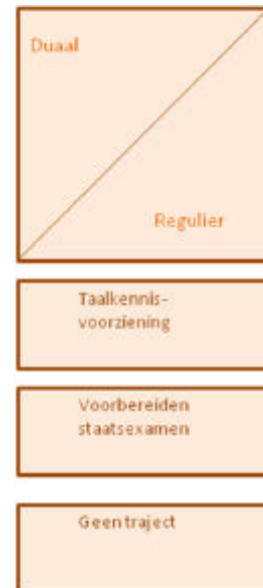 Duaal
Regulier
Taalkennis-
voorziening
Voorbereiden
staatsexamen
Geen traject